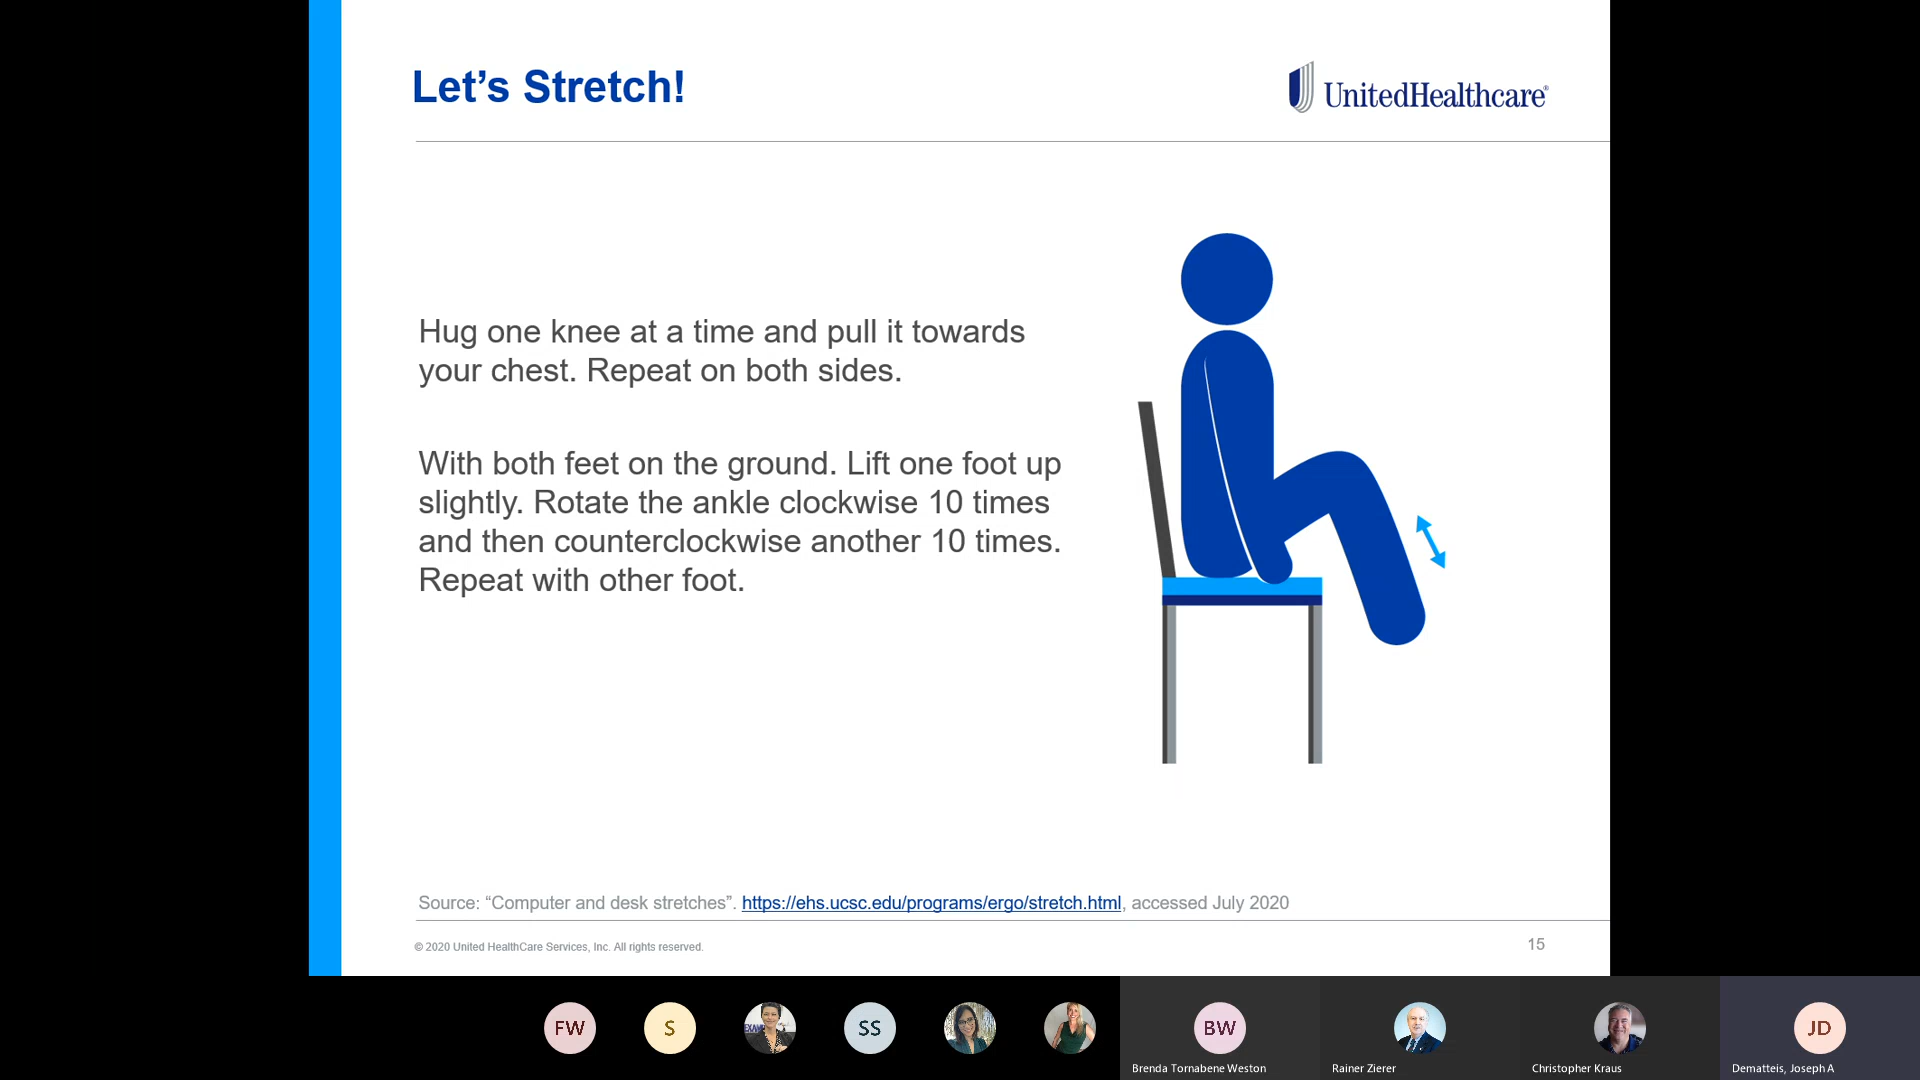 Let’s Stretch!
UnitedHealthcare®
Hug one knee at a time and pull it towards
your chest. Repeat on both sides.
With both feet on the ground. Lift one foot up
slightly. Rotate the ankle clockwise 10 times
and then counterclockwise another 10 times.
Repeat with other foot.
Source: “Computer and desk stretches”. https://ehs.ucsc.edu/programs/ergo/stretch.html, accessed July 2020
© 2020 United HealthCare Services, Inc. All rights reserved.
15
FW
S
EXAM
SS
BW
JD
Brenda Tornabene Weston
Rainer Zierer
Christopher Kraus
Dematteis, Joseph A